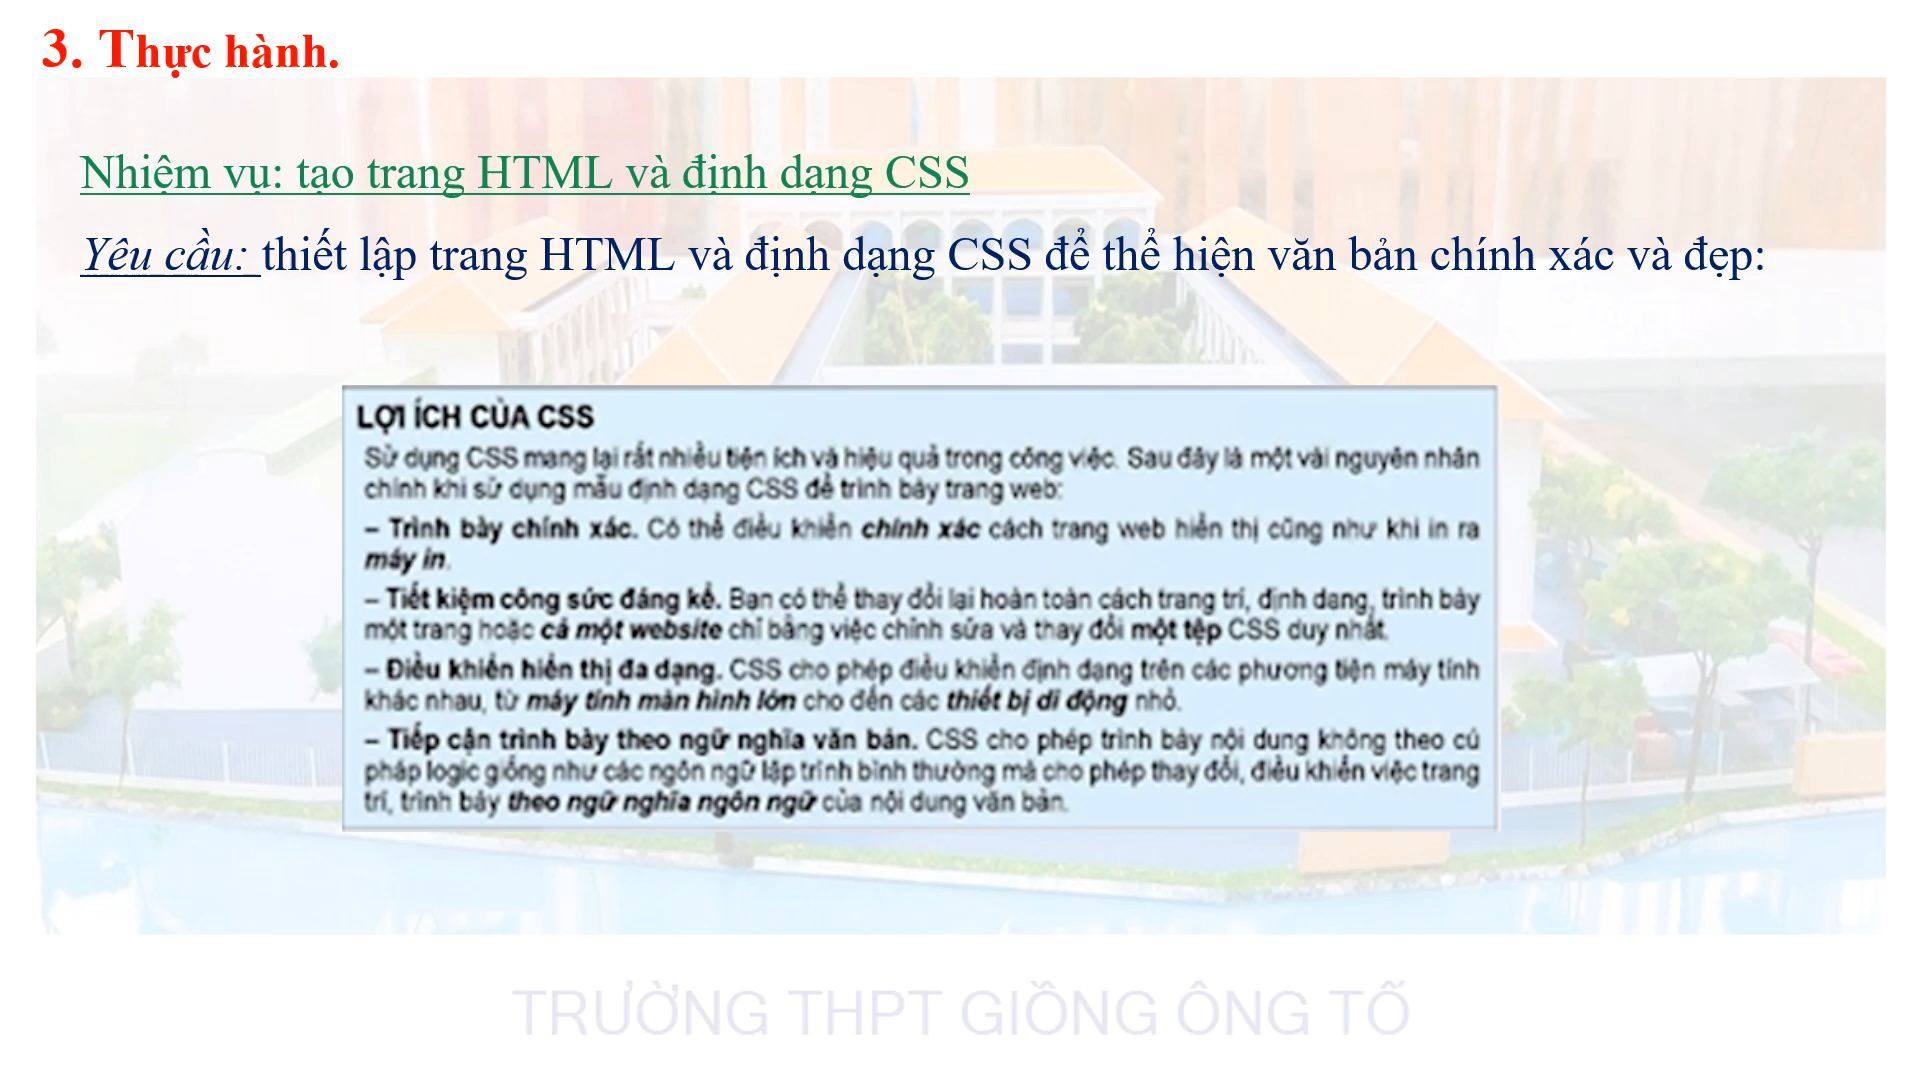 3. Thực hành.
Nhiệm vụ: tạo trang HTML và định dạng CSS
Yêu cầu: thiết lập trang HTML và định dạng CSS để thể hiện văn bản chính xác và đẹp:
LỢI ÍCH CỦA CSS
Sử dụng CSS mang lại rất nhiều tiện ích và hiệu quả trong công việc. Sau đây là một vài nguyên nhân
chính khi sử dụng mẫu định dạng CSS để trình bày trang web:
– Trình bày chính xác. Có thể điều khiển chính xác cách trang web hiển thị cũng như khi in ra
máy in.
– Tiết kiệm công sức đáng kể. Bạn có thể thay đổi lại hoàn toàn cách trang trí, định dạng, trình bày
một trang hoặc cả một website chỉ bằng việc chỉnh sửa và thay đổi một tệp CSS duy nhất.
– Điều khiển hiển thị đa dạng. CSS cho phép điều khiển định dạng trên các phương tiện máy tính
khác nhau, từ máy tính màn hình lớn cho đến các thiết bị di động nhỏ.
– Tiếp cận trình bày theo ngữ nghĩa văn bản. CSS cho phép trình bày nội dung không theo cú
pháp logic giống như các ngôn ngữ lập trình bình thường mà cho phép thay đổi, điều khiển việc trang
trí, trình bày theo ngữ nghĩa ngôn ngữ của nội dung văn bản.
TRƯỜNG THPT GIỒNG ÔNG TỐ